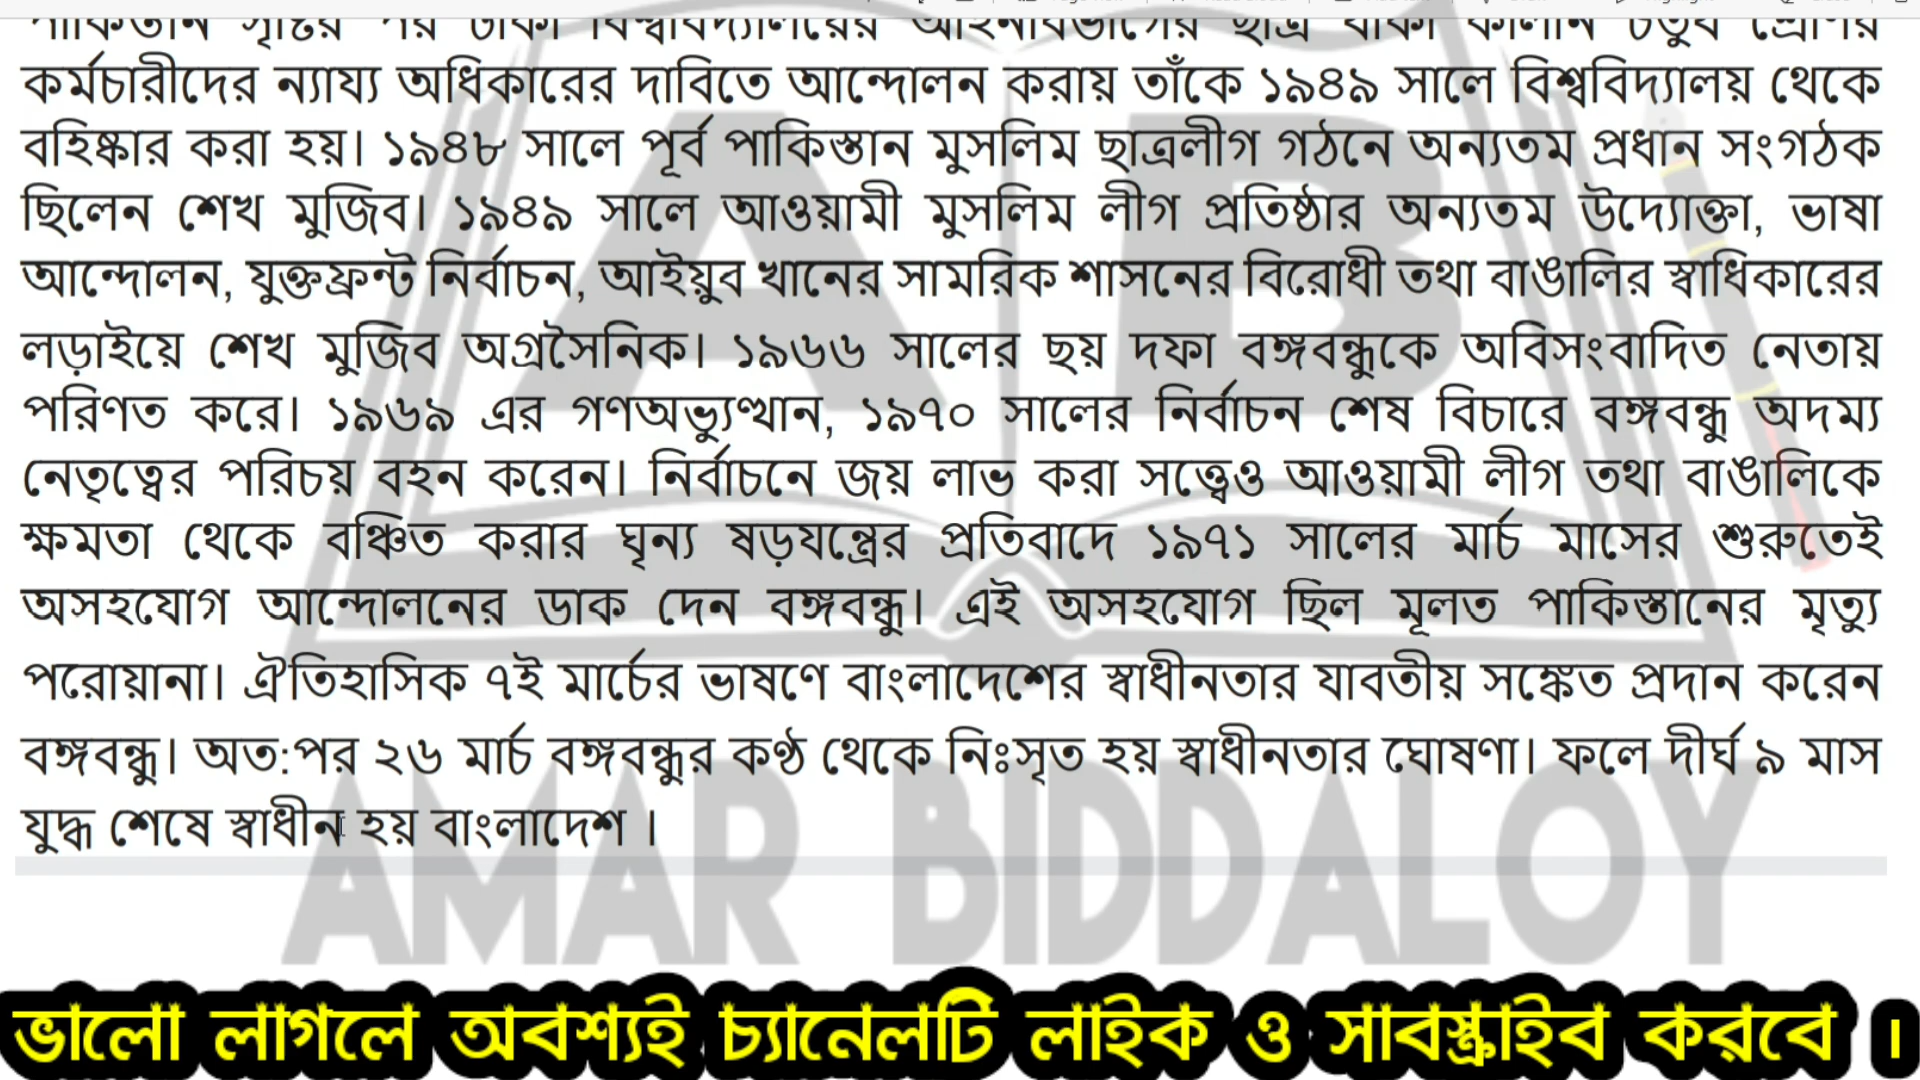 পাকিস্তান সৃষ্টির পর ঢাকা বিশ্ববিদ্যালয়ের আইনবিভাগের ছাত্র থাকা কালীন চতুর্থ শ্রেণির
কর্মচারীদের ন্যায্য অধিকারের দাবিতে আন্দোলন করায় তাঁকে ১৯৪৯ সালে বিশ্ববিদ্যালয় থেকে
বহিষ্কার করা হয়। ১৯৪৮ সালে পূর্ব পাকিস্তান মুসলিম ছাত্রলীগ গঠনে অন্যতম প্রধান সংগঠক
ছিলেন শেখ মুজিব। ১৯৪৯ সালে আওয়ামী মুসলিম লীগ প্রতিষ্ঠার অন্যতম উদ্যোক্তা, ভাষা
আন্দোলন, যুক্তফ্রন্ট নির্বাচন, আইয়ুব খানের সামরিক শাসনের বিরোধী তথা বাঙালির স্বাধিকারের
লড়াইয়ে শেখ মুজিব অগ্রসৈনিক। ১৯৬৬ সালের ছয় দফা বঙ্গবন্ধুকে অবিসংবাদিত নেতায়
পরিণত করে। ১৯৬৯ এর গণঅভ্যুত্থান, ১৯৭০ সালের নির্বাচন শেষ বিচারে বঙ্গবন্ধু অদম্য
নেতৃত্বের পরিচয় বহন করেন। নির্বাচনে জয় লাভ করা সত্ত্বেও আওয়ামী লীগ তথা বাঙালিকে
ক্ষমতা থেকে বঞ্চিত করার ঘৃন্য ষড়যন্ত্রের প্রতিবাদে ১৯৭১ সালের মার্চ মাসের শুরুতেই
অসহযোগ আন্দোলনের ডাক দেন বঙ্গবন্ধু। এই অসহযোগ ছিল মূলত পাকিস্তানের মৃত্যু
পরোয়ানা। ঐতিহাসিক ৭ই মার্চের ভাষণে বাংলাদেশের স্বাধীনতার যাবতীয় সঙ্কেত প্রদান করেন
বঙ্গবন্ধু। অত:পর ২৬ মার্চ বঙ্গবন্ধুর কণ্ঠ থেকে নিঃসৃত হয় স্বাধীনতার ঘোষণা। ফলে দীর্ঘ ৯ মাস
যুদ্ধ শেষে স্বাধীন হয় বাংলাদেশ ।
AB
AMAR BIDDALOY
ভালো লাগলে অবশ্যই চ্যানেলটি লাইক ও সাবস্ক্রাইব করবে ।